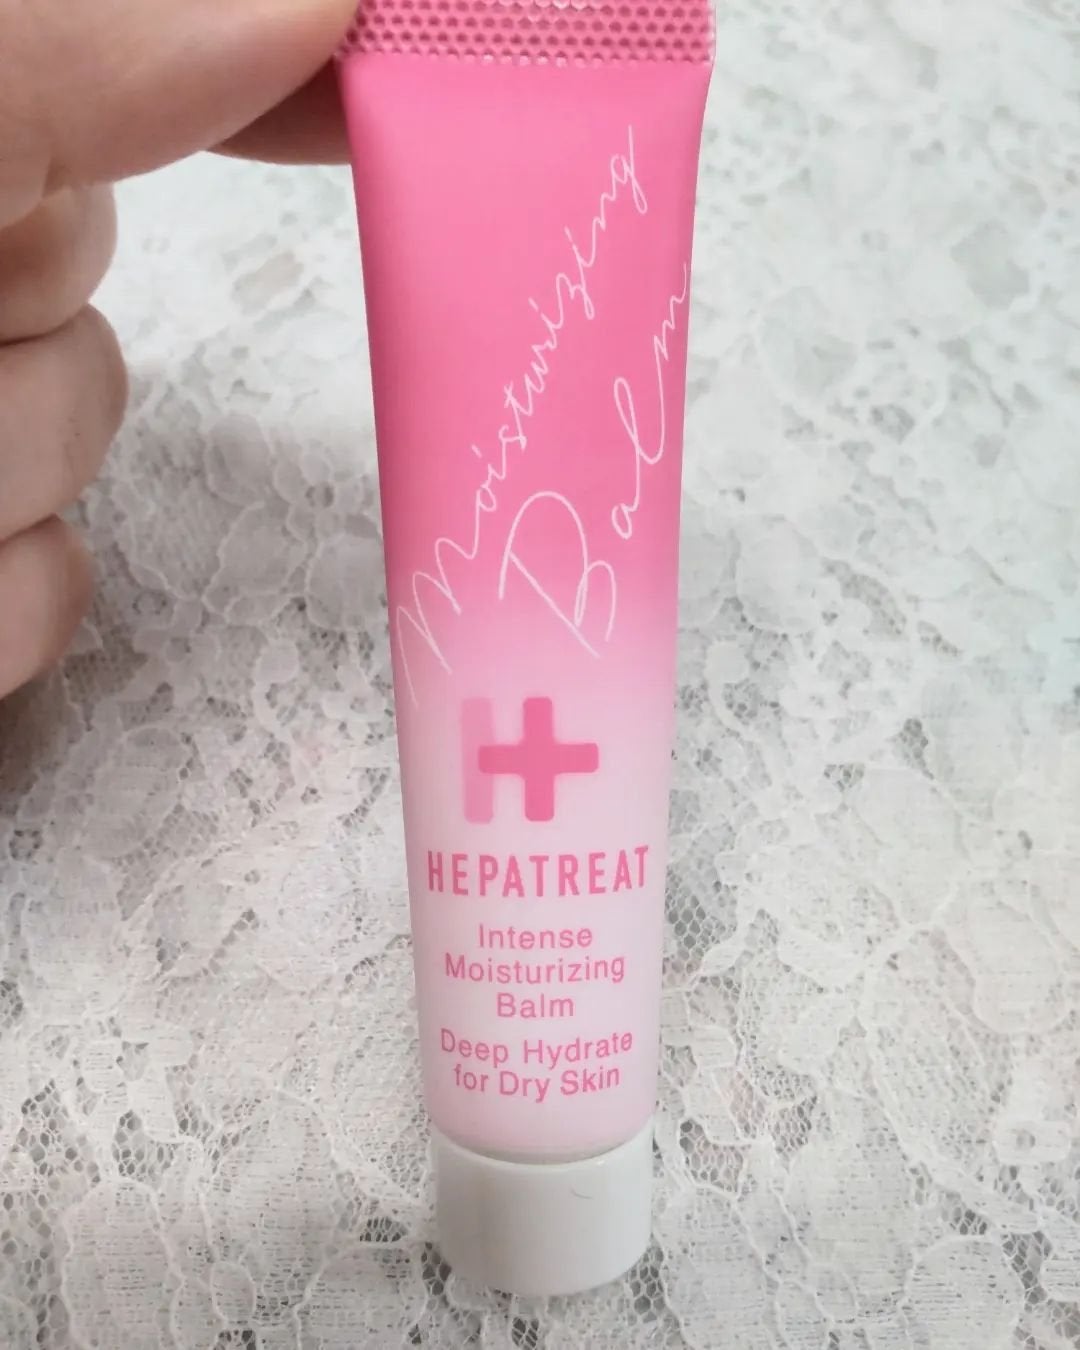 Moisturizing
Balm
H
HEPATREAT
Intense
Moisturizing
Balm
Deep Hydrate
for Dry Skin